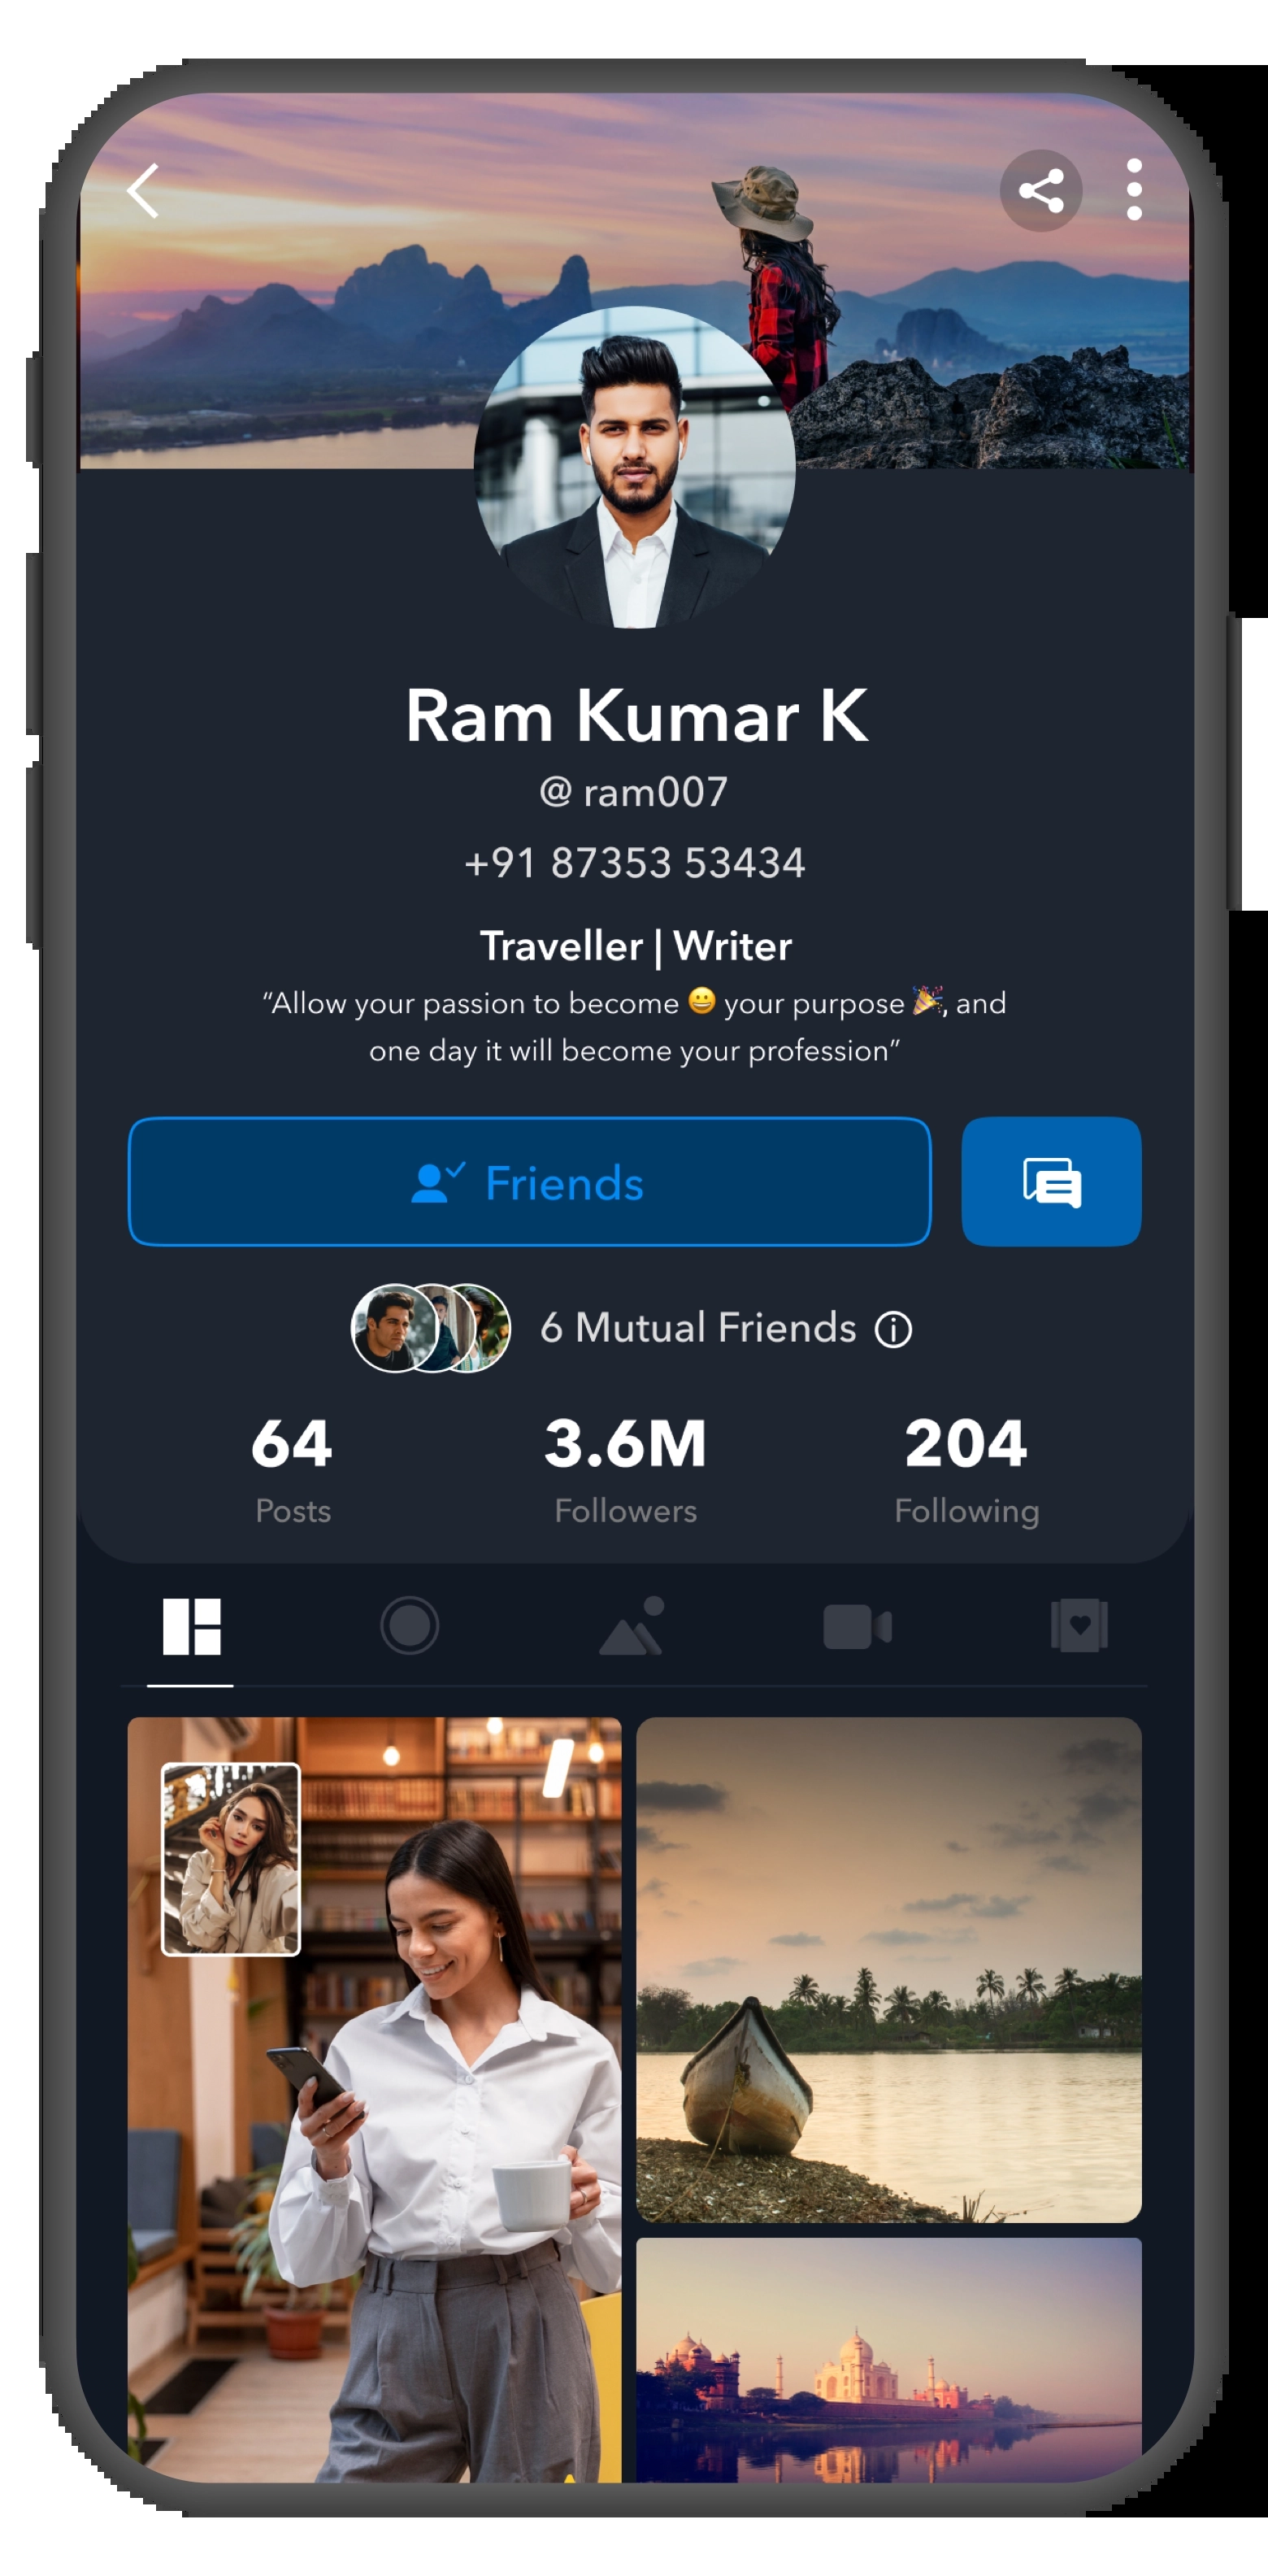 Ram Kumar K
@ ram007
+91 87353 53434
Traveller | Writer
“Allow your passion to become 😀 your purpose 🎉, and
one day it will become your profession”
Friends
6 Mutual Friends
64 3.6M 204
Posts Followers Following